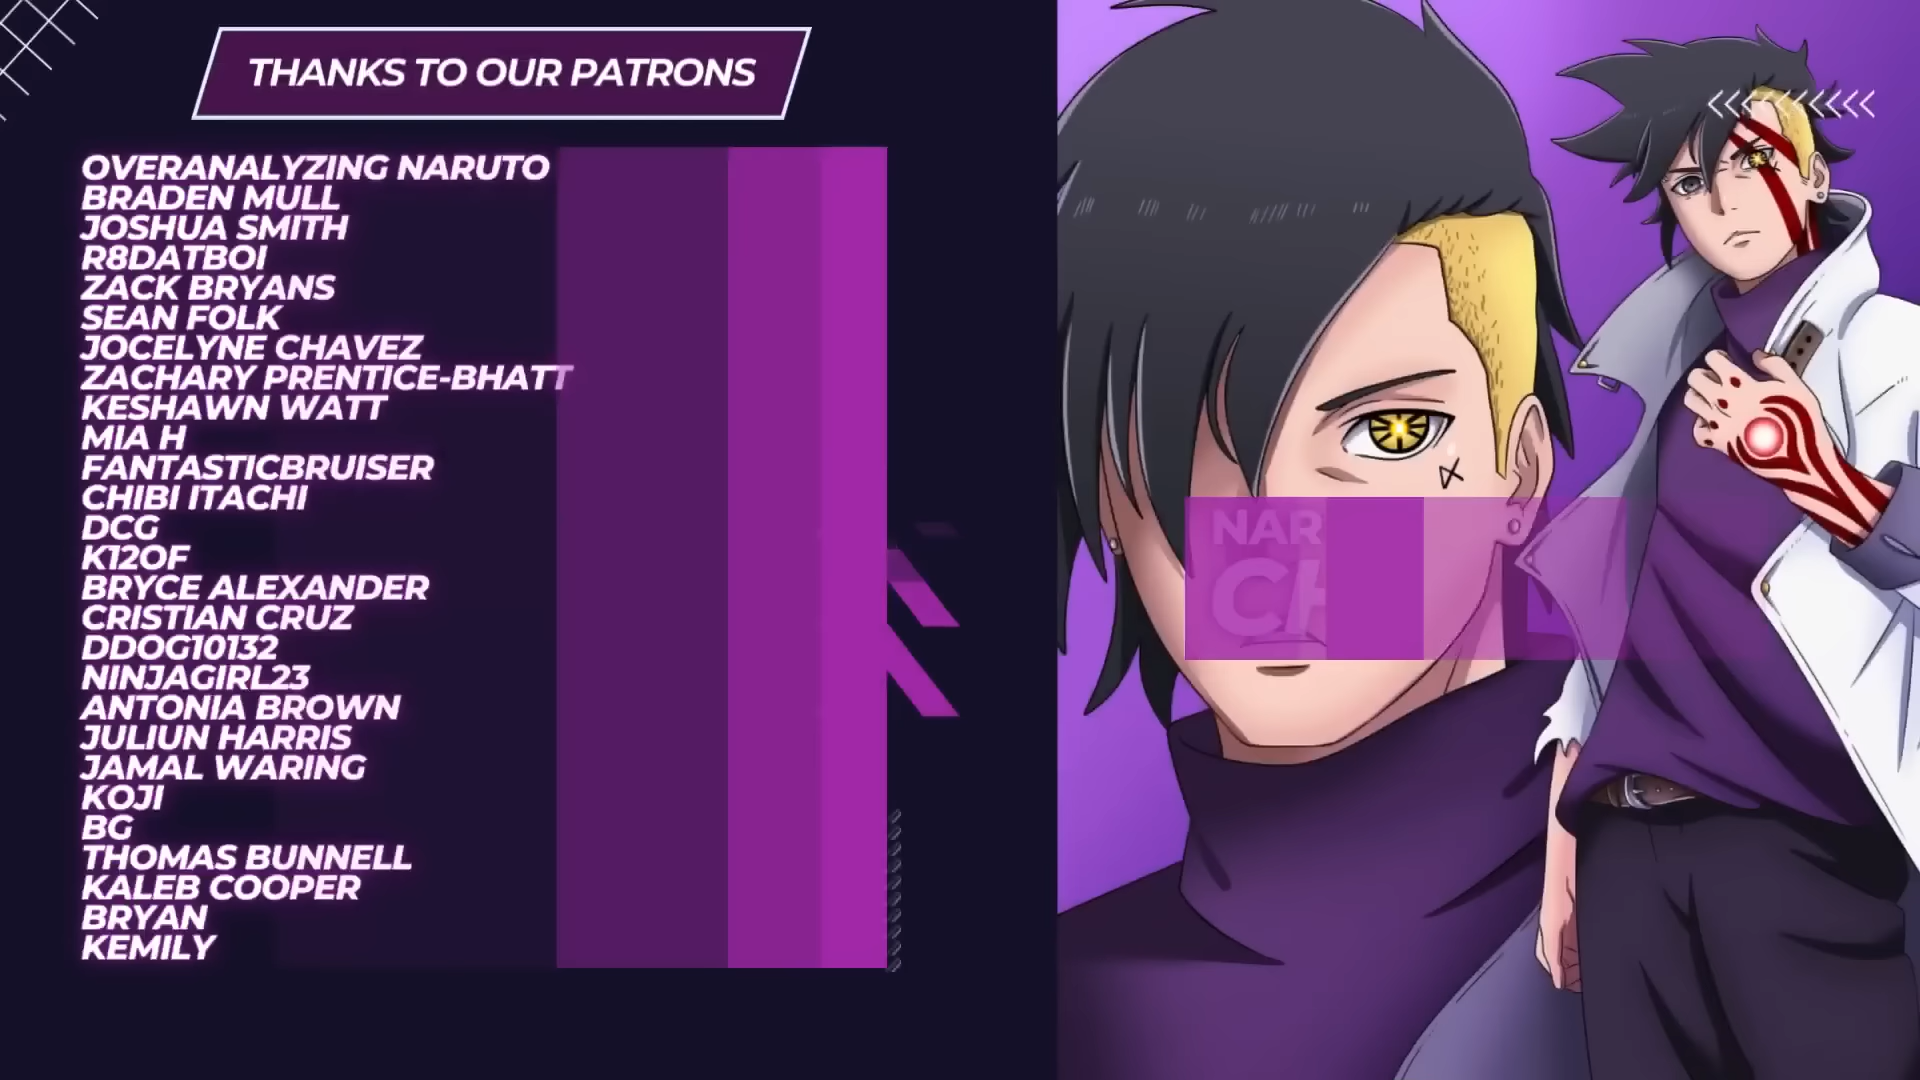 THANKS TO OUR PATRONS
OVERANALYZING NARUTO
BRADEN MULL
JOSHUA SMITH
R8DATBOI
ZACK BRYANS
SEAN FOLK
JOCELYNE CHAVEZ
ZACHARY PRENTICE-BHATT
KESHAWN WATT
MIA H
FANTASTICBRUISER
CHIBI ITACHI
DCG
K12OF
BRYCE ALEXANDER
CRISTIAN CRUZ
DDOG10132
NINJAGIRL23
ANTONIA BROWN
JULIUN HARRIS
JAMAL WARING
KOJI
BG
THOMAS BUNNELL
KALEB COOPER
BRYAN
KEMILY
NAR
CH